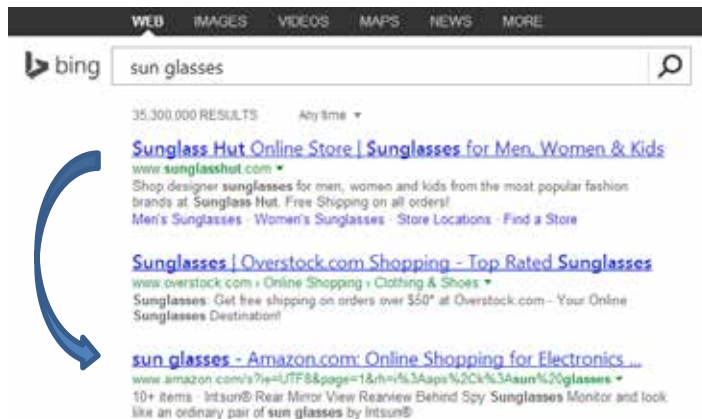 WEB IMAGES VIDEOS MAPS NEWS MORE
bing sun glasses
35,300,000 RESULTS Any time
Sunglass Hut Online Store | Sunglasses for Men, Women & Kids
www.sunglasshut.com
Shop designer sunglasses for men, women and kids from the most popular fashion
brands at Sunglass Hut. Free Shipping on all orders!
Men's Sunglasses · Women's Sunglasses · Store Locations · Find a Store
Sunglasses | Overstock.com Shopping - Top Rated Sunglasses
www.overstock.com › Online Shopping › Clothing & Shoes
Sunglasses: Get free shipping on orders over $50* at Overstock.com - Your Online
Sunglasses Destination!
sun glasses - Amazon.com: Online Shopping for Electronics ...
www.amazon.com/s?ie=UTF8&page=1&rh=i%3Aaps%2Ck%3Asun%20glasses
10+ items · Intsun® Rear Mirror View Rearview Behind Spy Sunglasses Monitor and look
like an ordinary pair of sun glasses by Intsun®